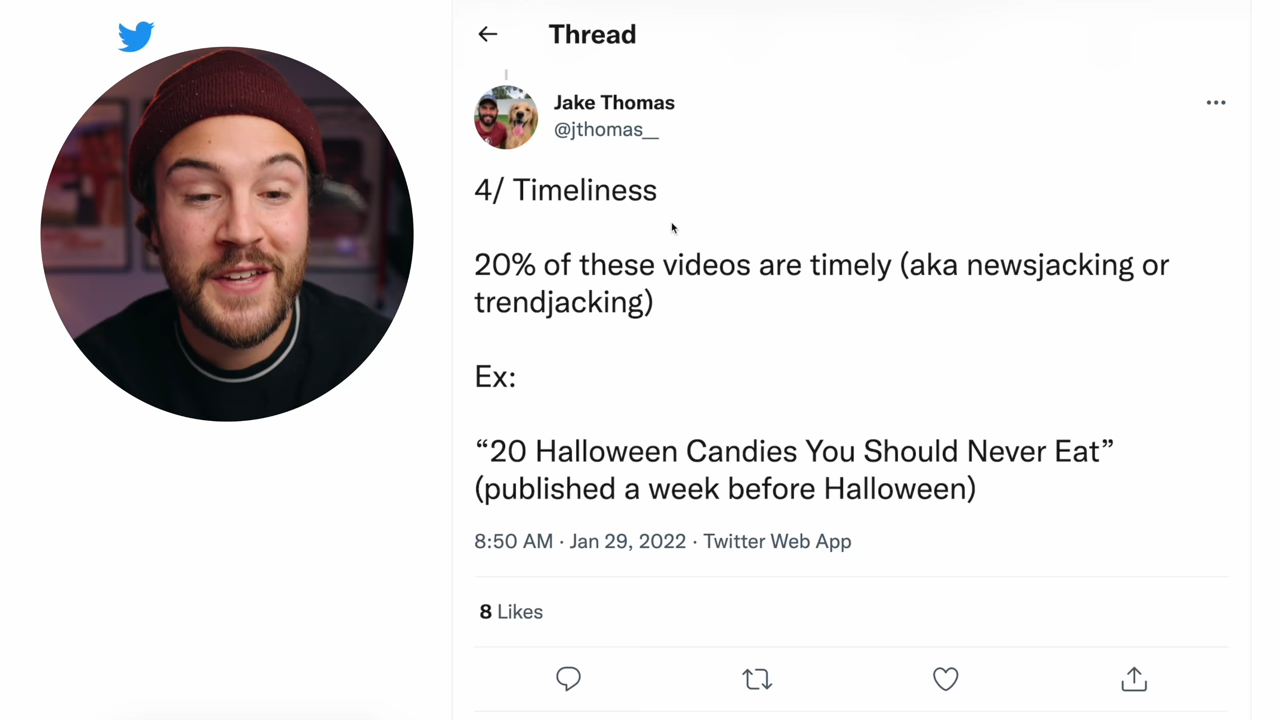 Thread
Jake Thomas
@jthomas__
4/ Timeliness
20% of these videos are timely (aka newsjacking or
trendjacking)
Ex:
“20 Halloween Candies You Should Never Eat”
(published a week before Halloween)
8:50 AM · Jan 29, 2022 · Twitter Web App
8 Likes